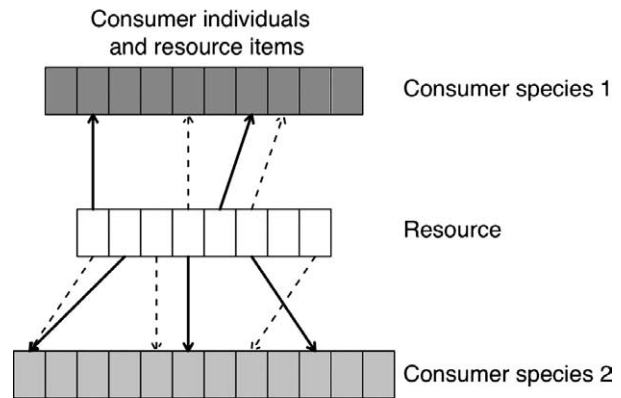 Consumer individuals
and resource items
Consumer species 1
Resource
Consumer species 2